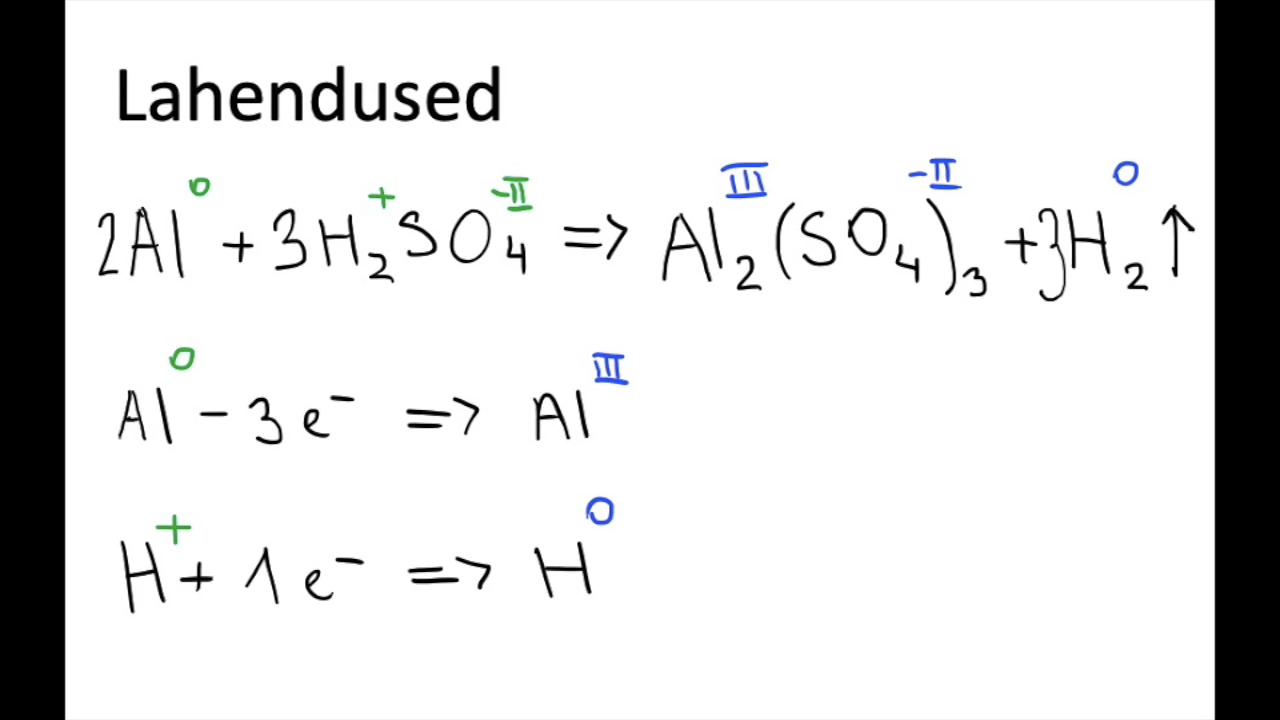 Lahendused
2Al⁰ + 3H₂⁺SO₄⁻ᴵᴵ => Al₂ᴵᴵᴵ(SO₄)₃⁻ᴵᴵ + 3H₂⁰ ↑
Al⁰ - 3e⁻ => Alᴵᴵᴵ
H⁺ + 1e⁻ => H⁰